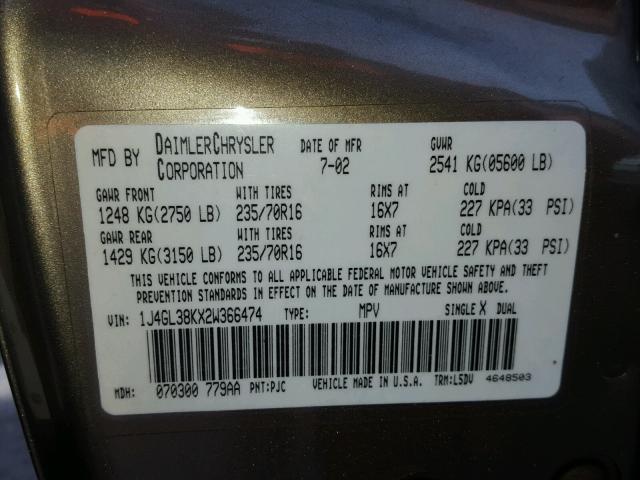 MFD BY DAIMLERCHRYSLER CORPORATION DATE OF MFR 7-02 GVWR 2541 KG(05600 LB)
GAWR FRONT WITH TIRES RIMS AT COLD
1248 KG(2750 LB) 235/70R16 16X7 227 KPA(33 PSI)
GAWR REAR WITH TIRES RIMS AT COLD
1429 KG(3150 LB) 235/70R16 16X7 227 KPA(33 PSI)
THIS VEHICLE CONFORMS TO ALL APPLICABLE FEDERAL MOTOR VEHICLE SAFETY AND THEFT
PREVENTION STANDARDS IN EFFECT ON THE DATE OF MANUFACTURE SHOWN ABOVE.
VIN: 1J4GL38KX2W366474 TYPE: MPV SINGLE X DUAL
MDH: 070300 779AA PNT:PJC VEHICLE MADE IN U.S.A. TRM:L5DV 4648503